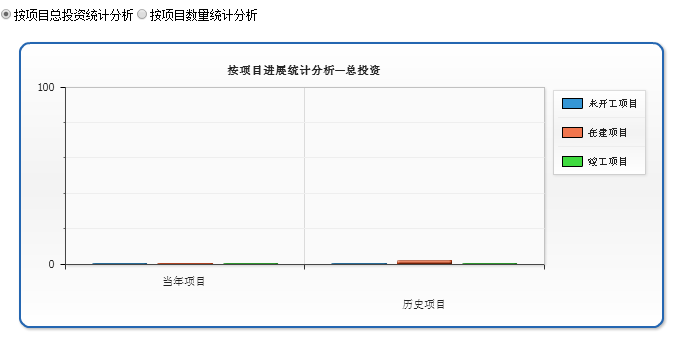 按项目总投资统计分析 按项目数量统计分析
按项目进展统计分析—总投资
100
未开工项目
在建项目
竣工项目
0
当年项目
历史项目